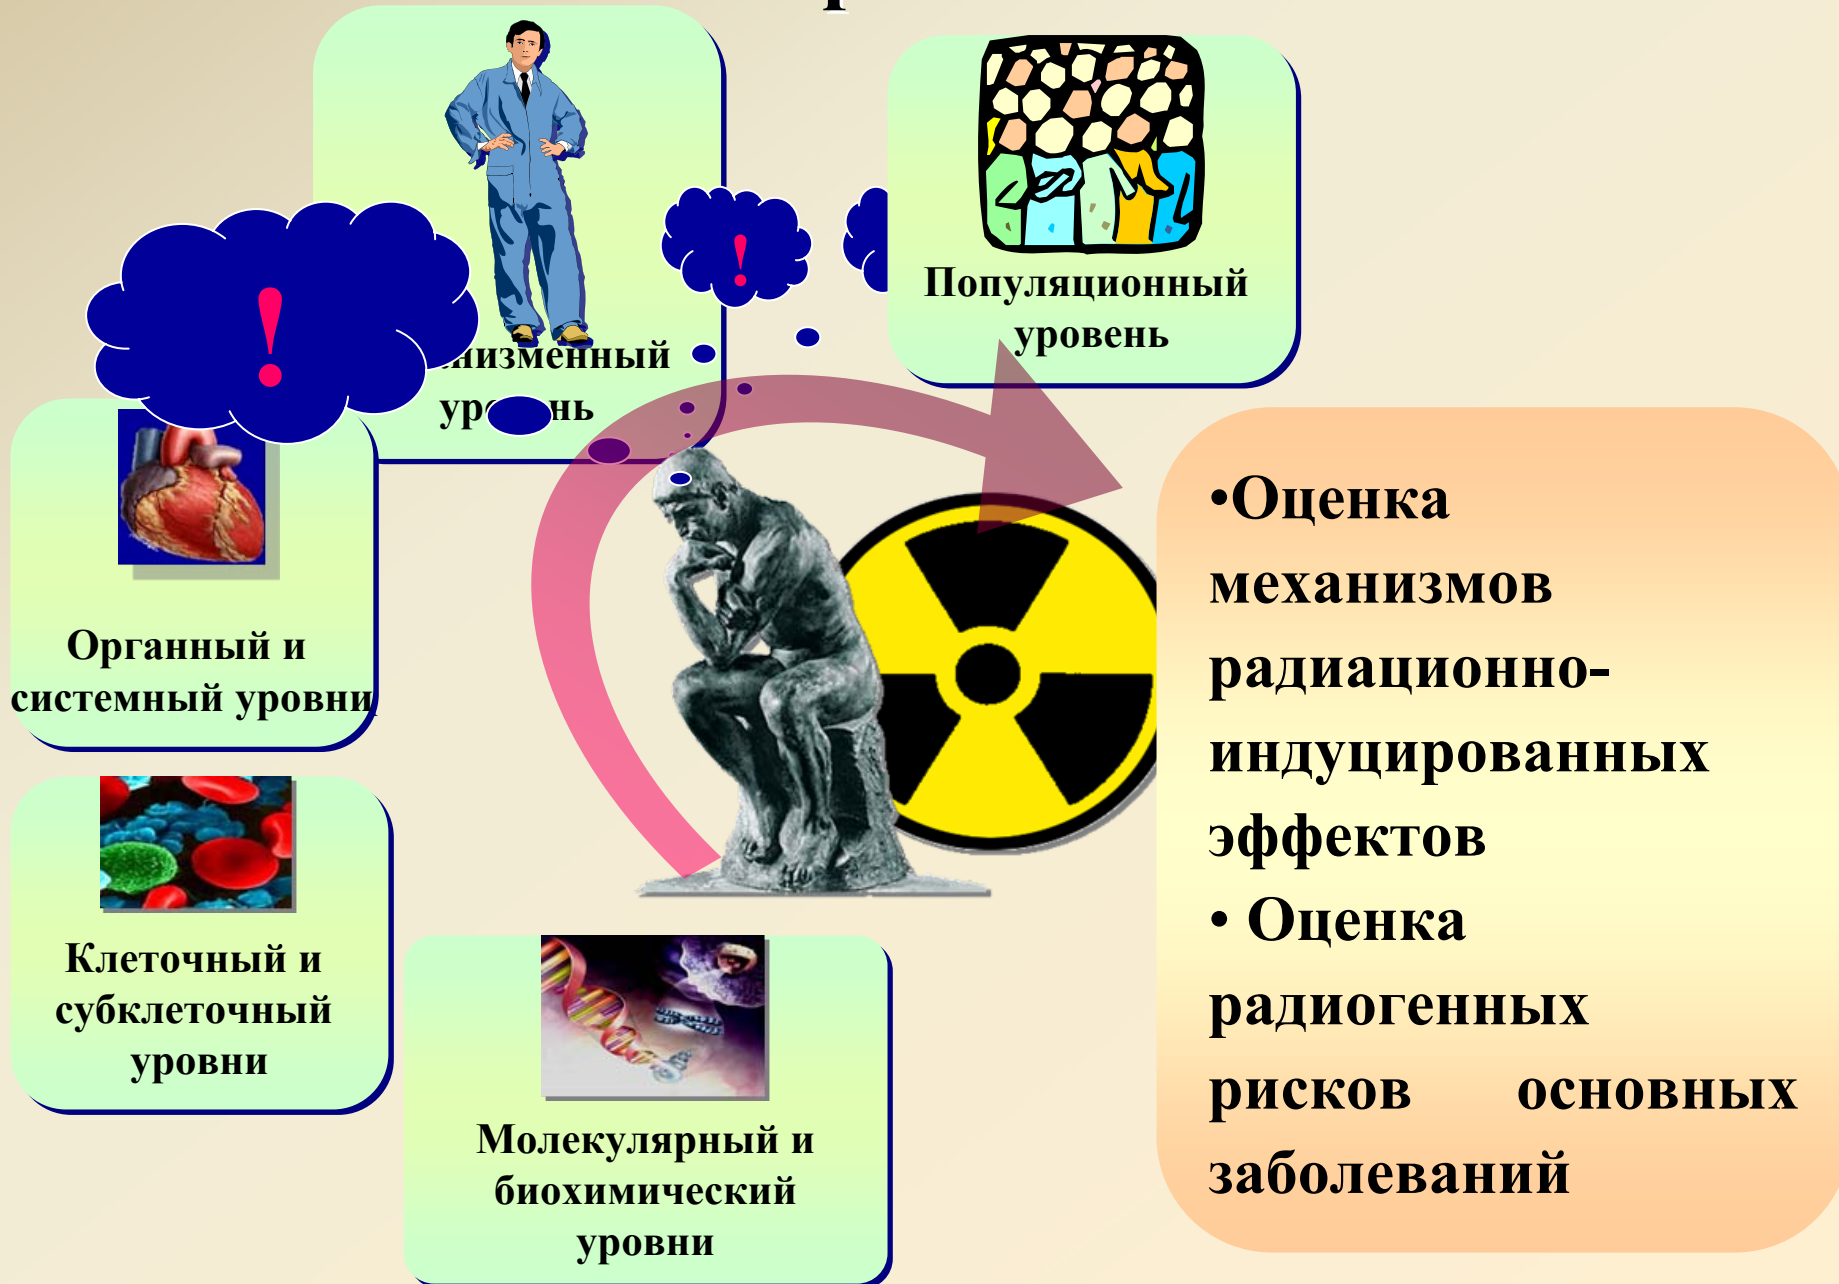 !
!
уровень
Популяционный
уровень
Органный и
системный уровни
Клеточный и
субклеточный
уровни
Молекулярный и
биохимический
уровни
•Оценка
механизмов
радиационно-
индуцированных
эффектов
• Оценка
радиогенных
рисков основных
заболеваний